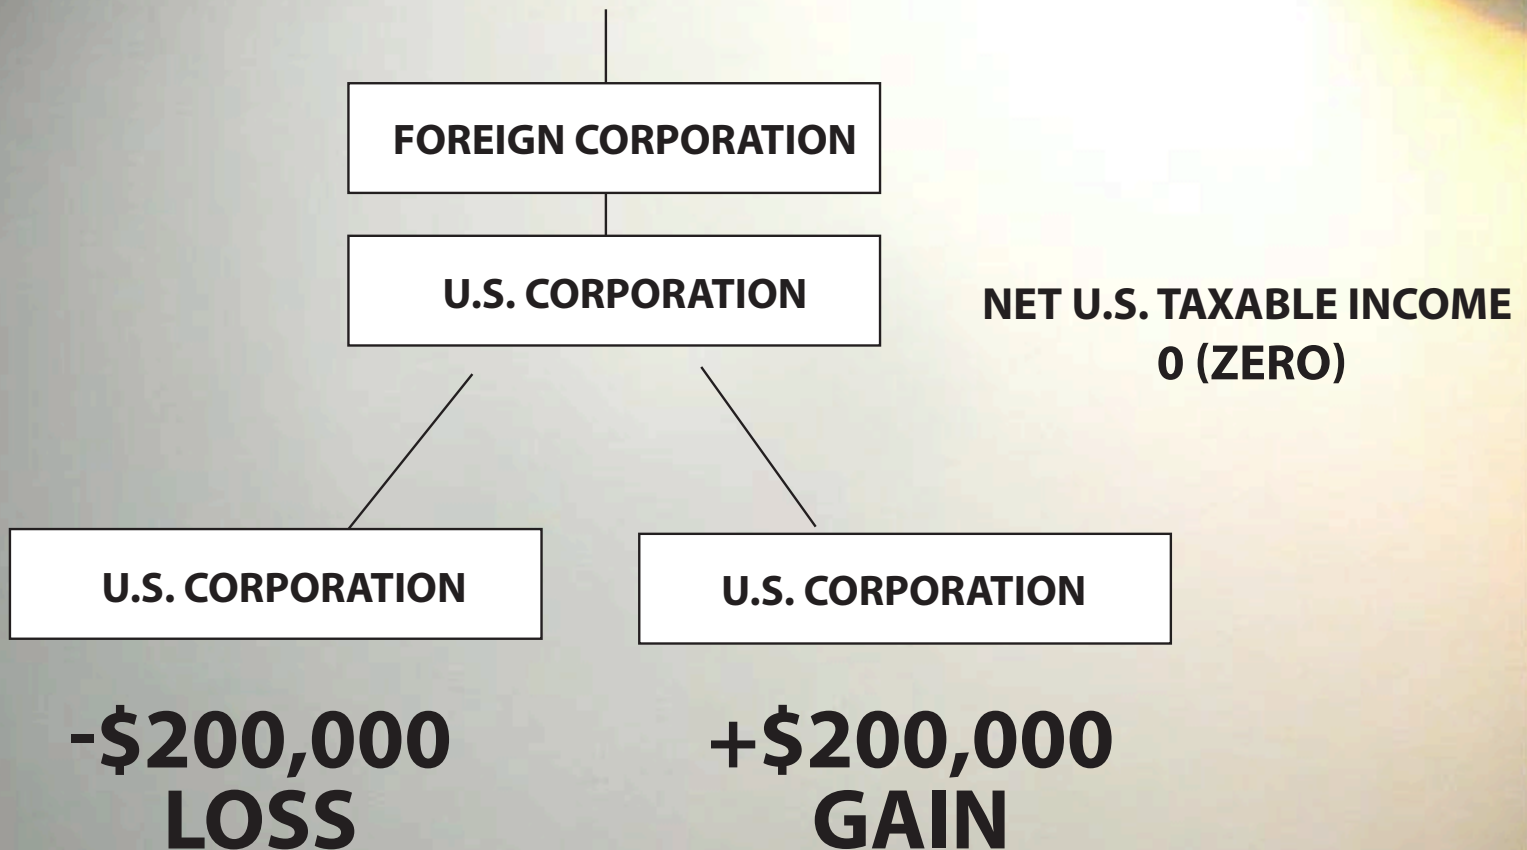 FOREIGN CORPORATION
U.S. CORPORATION
NET U.S. TAXABLE INCOME
0 (ZERO)
U.S. CORPORATION
U.S. CORPORATION
-$200,000
LOSS
+$200,000
GAIN